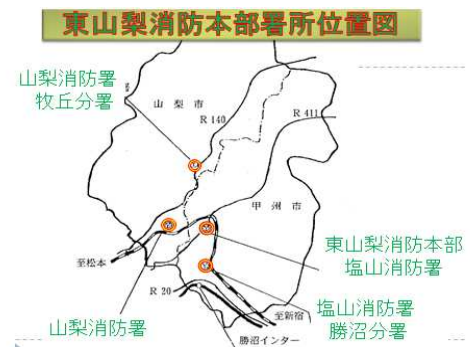 東山梨消防本部署所位置図
山梨消防署
牧丘分署
山梨市
R 140
R 411
甲州市
東山梨消防本部
塩山消防署
至松本
R 20
至新宿
塩山消防署
勝沼分署
山梨消防署
勝沼インター